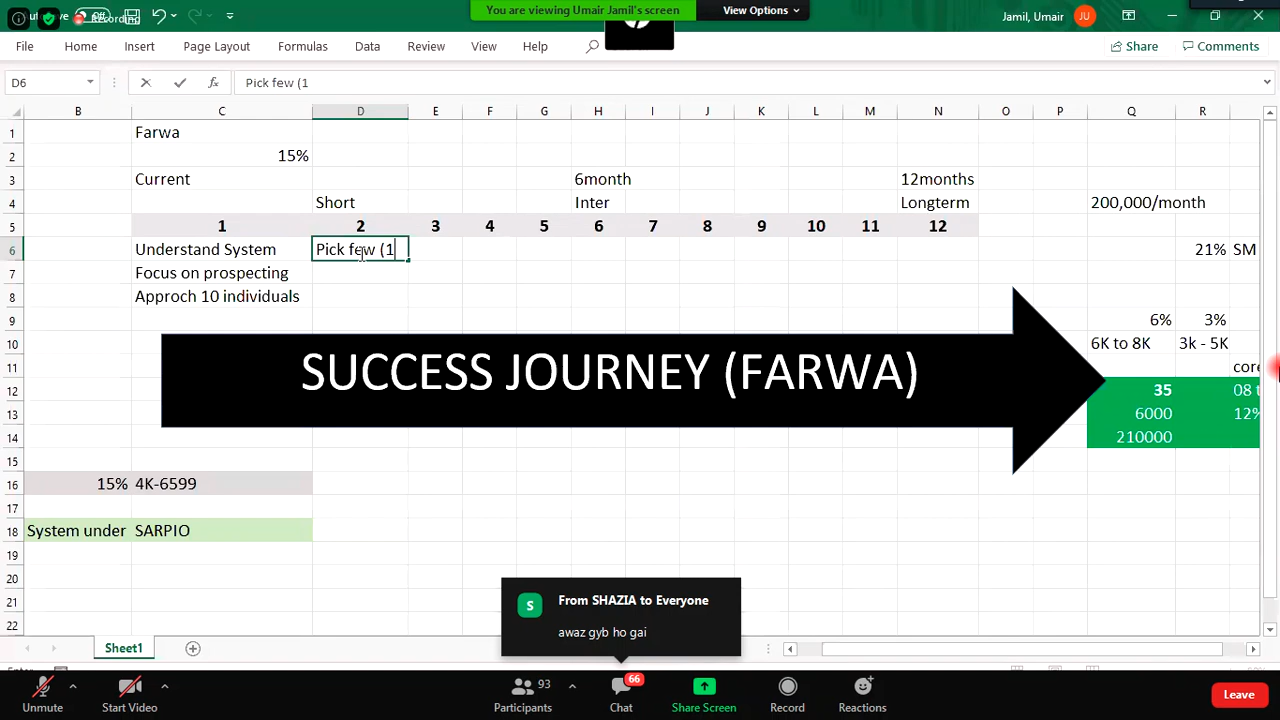 Recording
You are viewing Umair Jamil's screen
View Options
Jamil, Umair
JU
File Home Insert Page Layout Formulas Data Review View Help
Share Comments
D6 fx Pick few (1
B C D E F G H I J K L M N O P Q R
1 Farwa
2 15%
3 Current 6month 12months
4 Short Inter Longterm 200,000/month
5 1 2 3 4 5 6 7 8 9 10 11 12
6 Understand System Pick few (1 21% SM
7 Focus on prospecting
8 Approch 10 individuals
9 6% 3%
10 6K to 8K 3k - 5K
SUCCESS JOURNEY (FARWA)
11 core
12 35 08 t
13 6000 12%
14 210000
15
16 15% 4K-6599
17
18 System under SARPIO
19
20
21
22
S
From SHAZIA to Everyone
awaz gyb ho gai
Sheet1
Unmute
Start Video
93
Participants
66
Chat
Share Screen
Record
Reactions
Leave